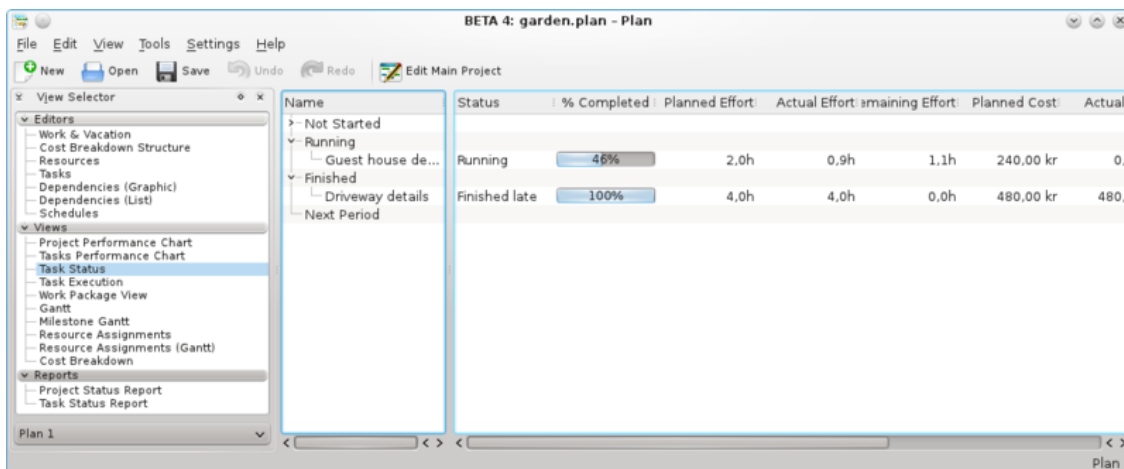 BETA 4: garden.plan – Plan
File Edit View Tools Settings Help
New Open Save Undo Redo Edit Main Project
View Selector
Editors
Work & Vacation
Cost Breakdown Structure
Resources
Tasks
Dependencies (Graphic)
Dependencies (List)
Schedules
Views
Project Performance Chart
Tasks Performance Chart
Task Status
Task Execution
Work Package View
Gantt
Milestone Gantt
Resource Assignments
Resource Assignments (Gantt)
Cost Breakdown
Reports
Project Status Report
Task Status Report
Plan 1
Name Status % Completed Planned Effort Actual Effort emaining Effort Planned Cost Actual
Not Started
Running
Guest house de... Running 46% 2,0h 0,9h 1,1h 240,00 kr 0,
Finished
Driveway details Finished late 100% 4,0h 4,0h 0,0h 480,00 kr 480,
Next Period
Plan